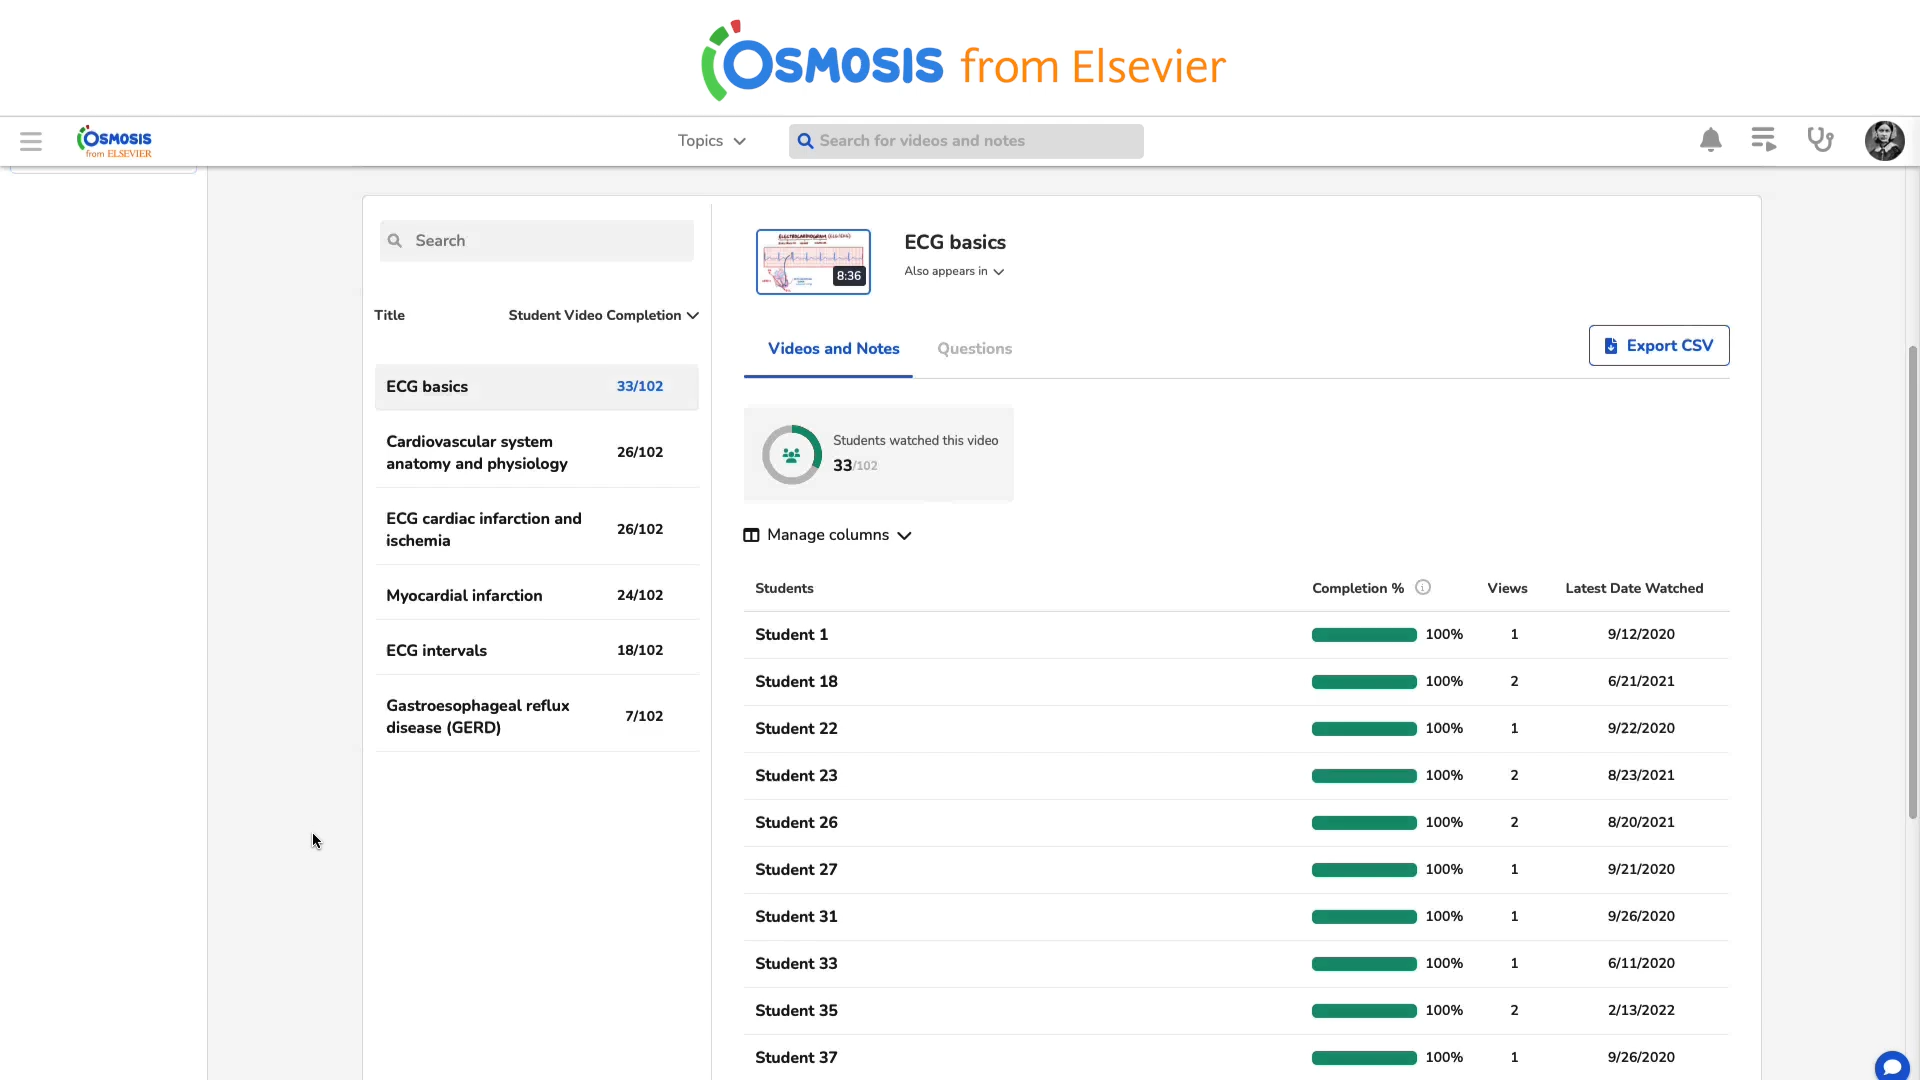 OSMOSIS from Elsevier
OSMOSIS
from ELSEVIER
Topics
Search for videos and notes
Search
Title Student Video Completion
ECG basics 33/102
Cardiovascular system
anatomy and physiology 26/102
ECG cardiac infarction and
ischemia 26/102
Myocardial infarction 24/102
ECG intervals 18/102
Gastroesophageal reflux
disease (GERD) 7/102
8:36
ECG basics
Also appears in
Videos and Notes Questions
Export CSV
Students watched this video
33/102
Manage columns
Students Completion % Views Latest Date Watched
Student 1 100% 1 9/12/2020
Student 18 100% 2 6/21/2021
Student 22 100% 1 9/22/2020
Student 23 100% 2 8/23/2021
Student 26 100% 2 8/20/2021
Student 27 100% 1 9/21/2020
Student 31 100% 1 9/26/2020
Student 33 100% 1 6/11/2020
Student 35 100% 2 2/13/2022
Student 37 100% 1 9/26/2020